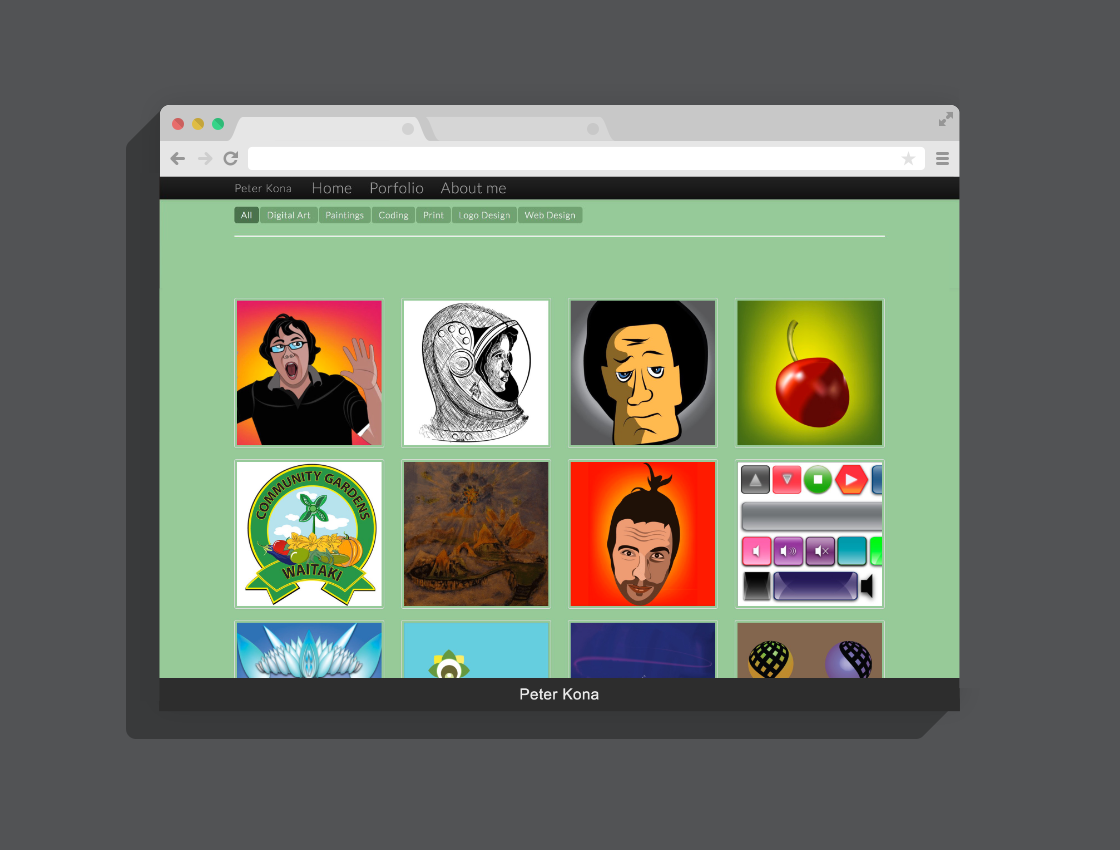 Peter Kona Home Porfolio About me
All Digital Art Paintings Coding Print Logo Design Web Design
COMMUNITY GARDENS
WAITAKI
Peter Kona